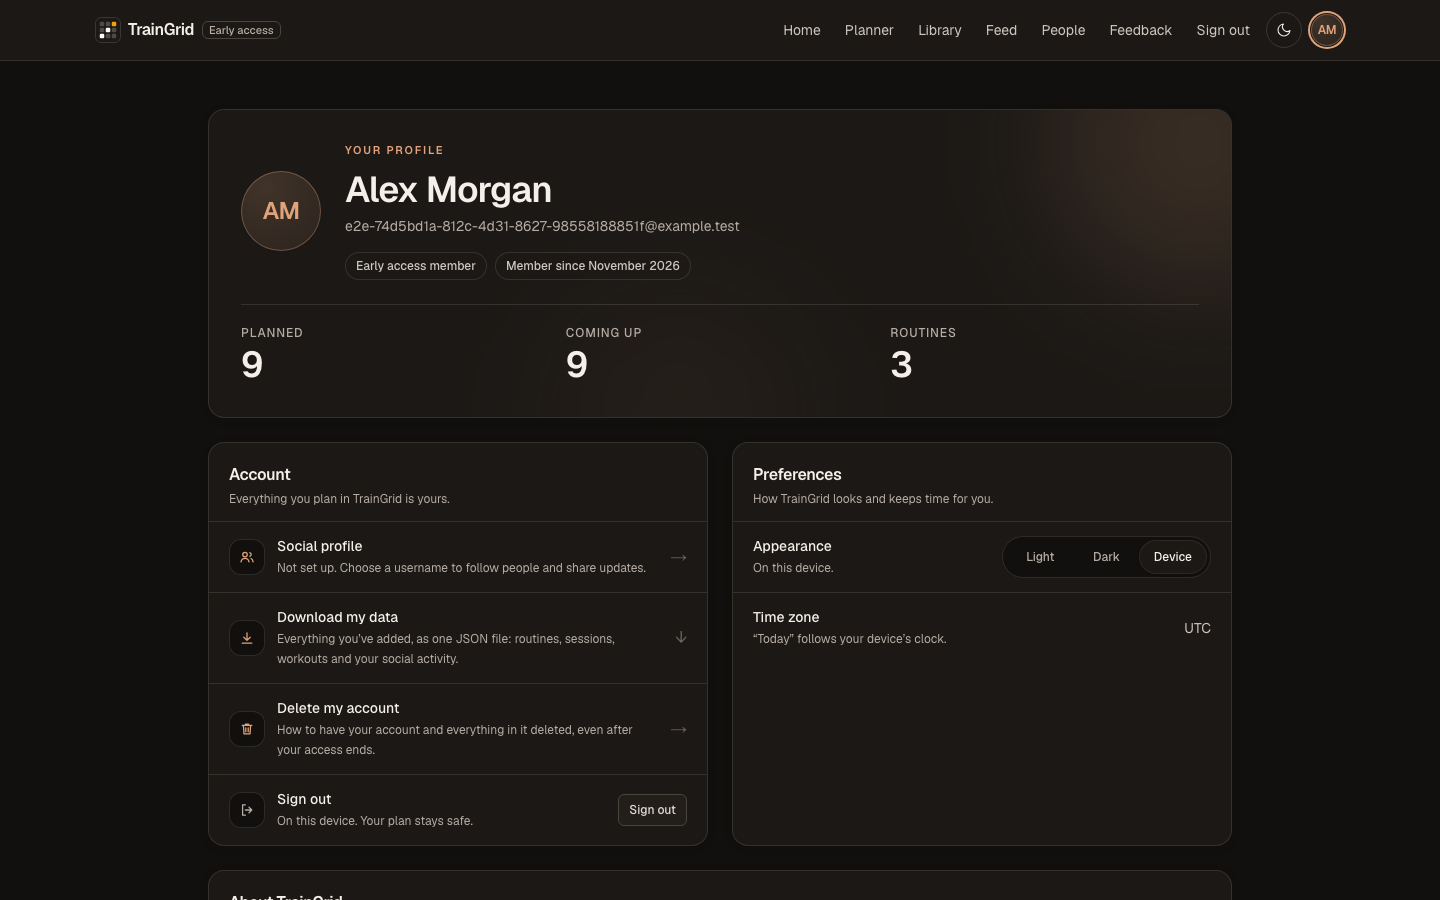 TrainGrid Early access
Home Planner Library Feed People Feedback Sign out AM
YOUR PROFILE
AM
Alex Morgan
e2e-74d5bd1a-812c-4d31-8627-98558188851f@example.test
Early access member Member since November 2026
PLANNED COMING UP ROUTINES
9 9 3
Account
Everything you plan in TrainGrid is yours.
Social profile
Not set up. Choose a username to follow people and share updates.
Download my data
Everything you've added, as one JSON file: routines, sessions,
workouts and your social activity.
Delete my account
How to have your account and everything in it deleted, even after
your access ends.
Sign out
On this device. Your plan stays safe.
Sign out
Preferences
How TrainGrid looks and keeps time for you.
Appearance
On this device.
Light Dark Device
Time zone
“Today” follows your device’s clock.
UTC
About TrainGrid